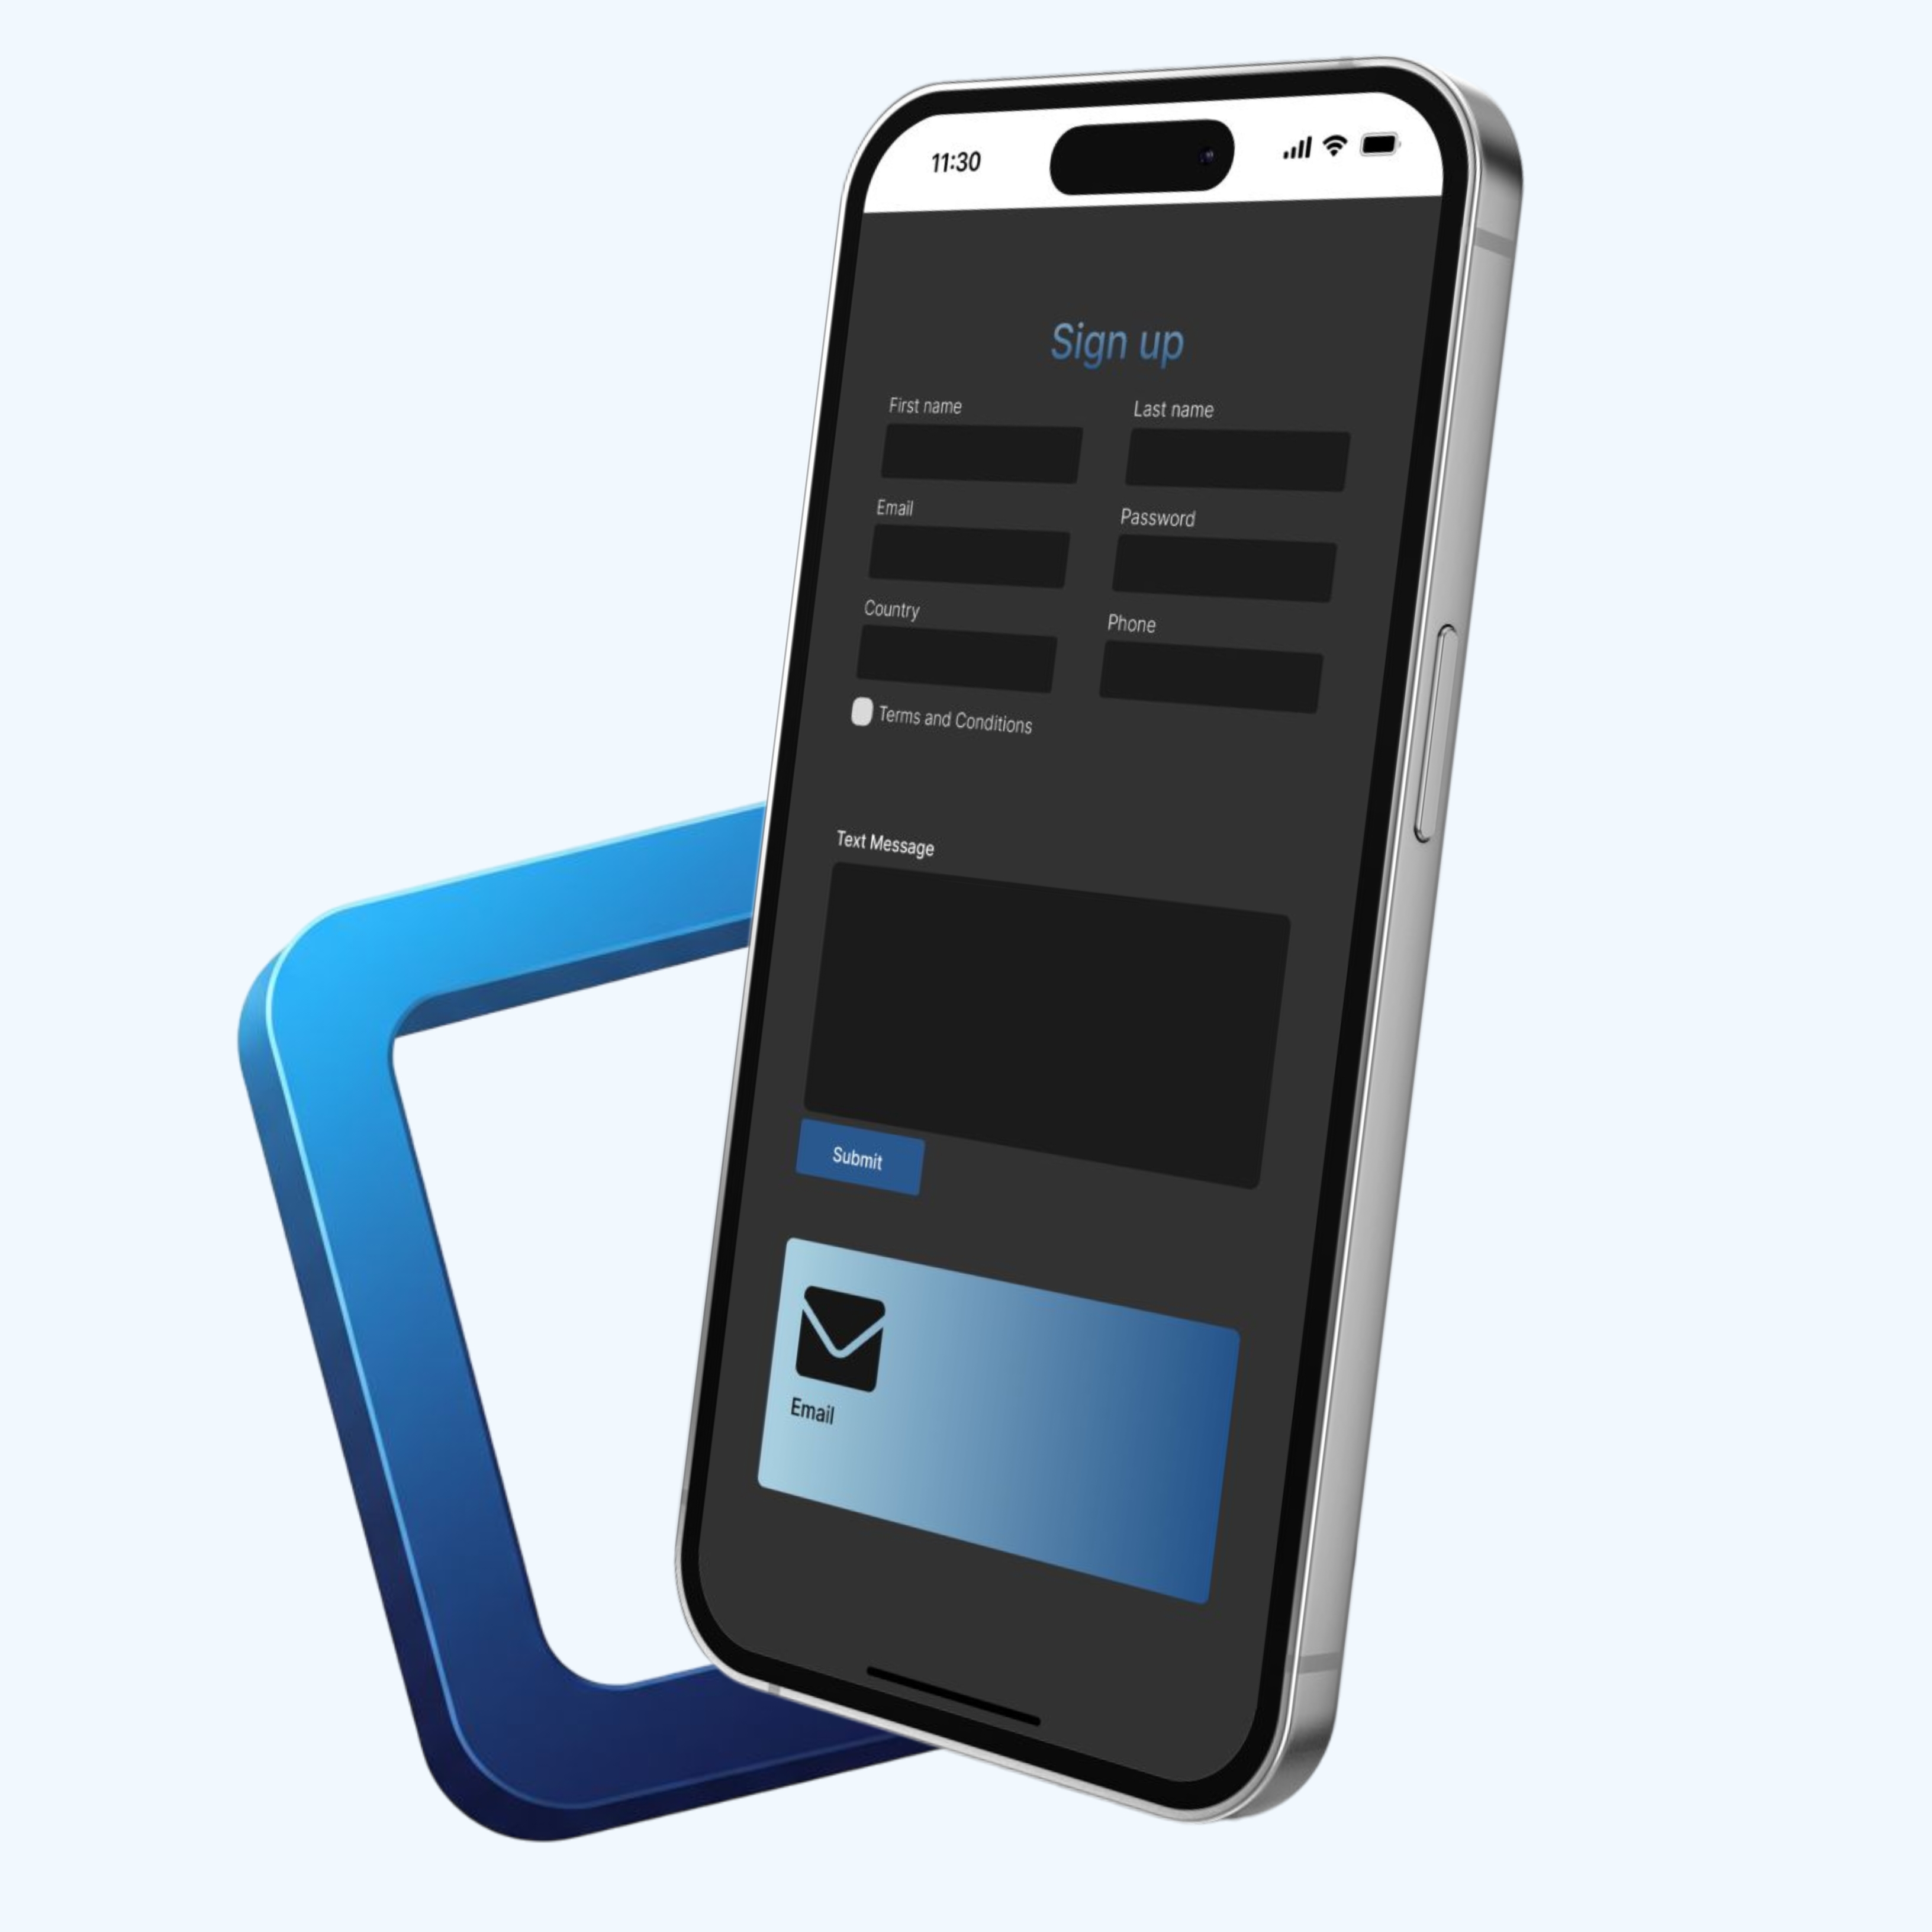 11:30
Sign up
First name
Last name
Email
Password
Country
Phone
Terms and Conditions
Text Message
Submit
Email